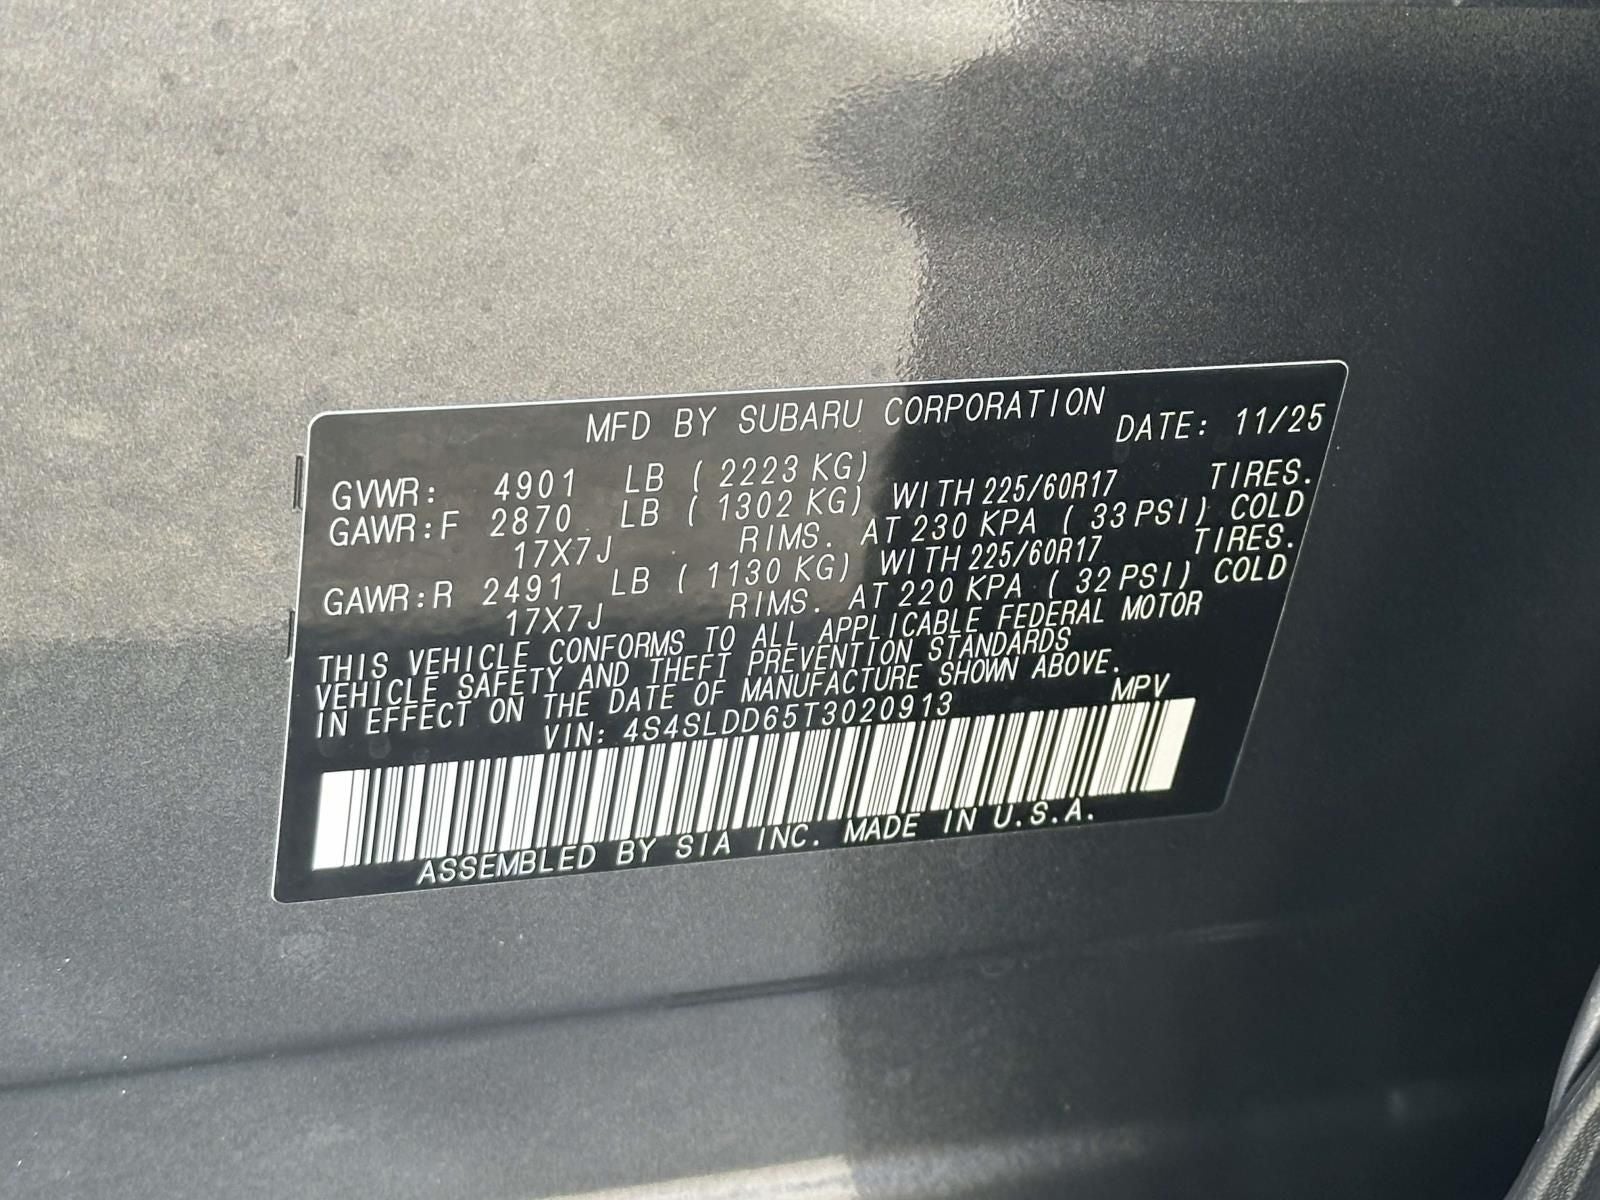 MFD BY SUBARU CORPORATION DATE: 11/25
GVWR: 4901 LB ( 2223 KG)
GAWR:F 2870 LB ( 1302 KG) WITH 225/60R17 TIRES.
17X7J RIMS. AT 230 KPA ( 33 PSI) COLD
GAWR:R 2491 LB ( 1130 KG) WITH 225/60R17 TIRES.
17X7J RIMS. AT 220 KPA ( 32 PSI) COLD
THIS VEHICLE CONFORMS TO ALL APPLICABLE FEDERAL MOTOR
VEHICLE SAFETY AND THEFT PREVENTION STANDARDS
IN EFFECT ON THE DATE OF MANUFACTURE SHOWN ABOVE.
VIN: 4S4SLDD65T3020913 MPV
ASSEMBLED BY SIA INC. MADE IN U.S.A.